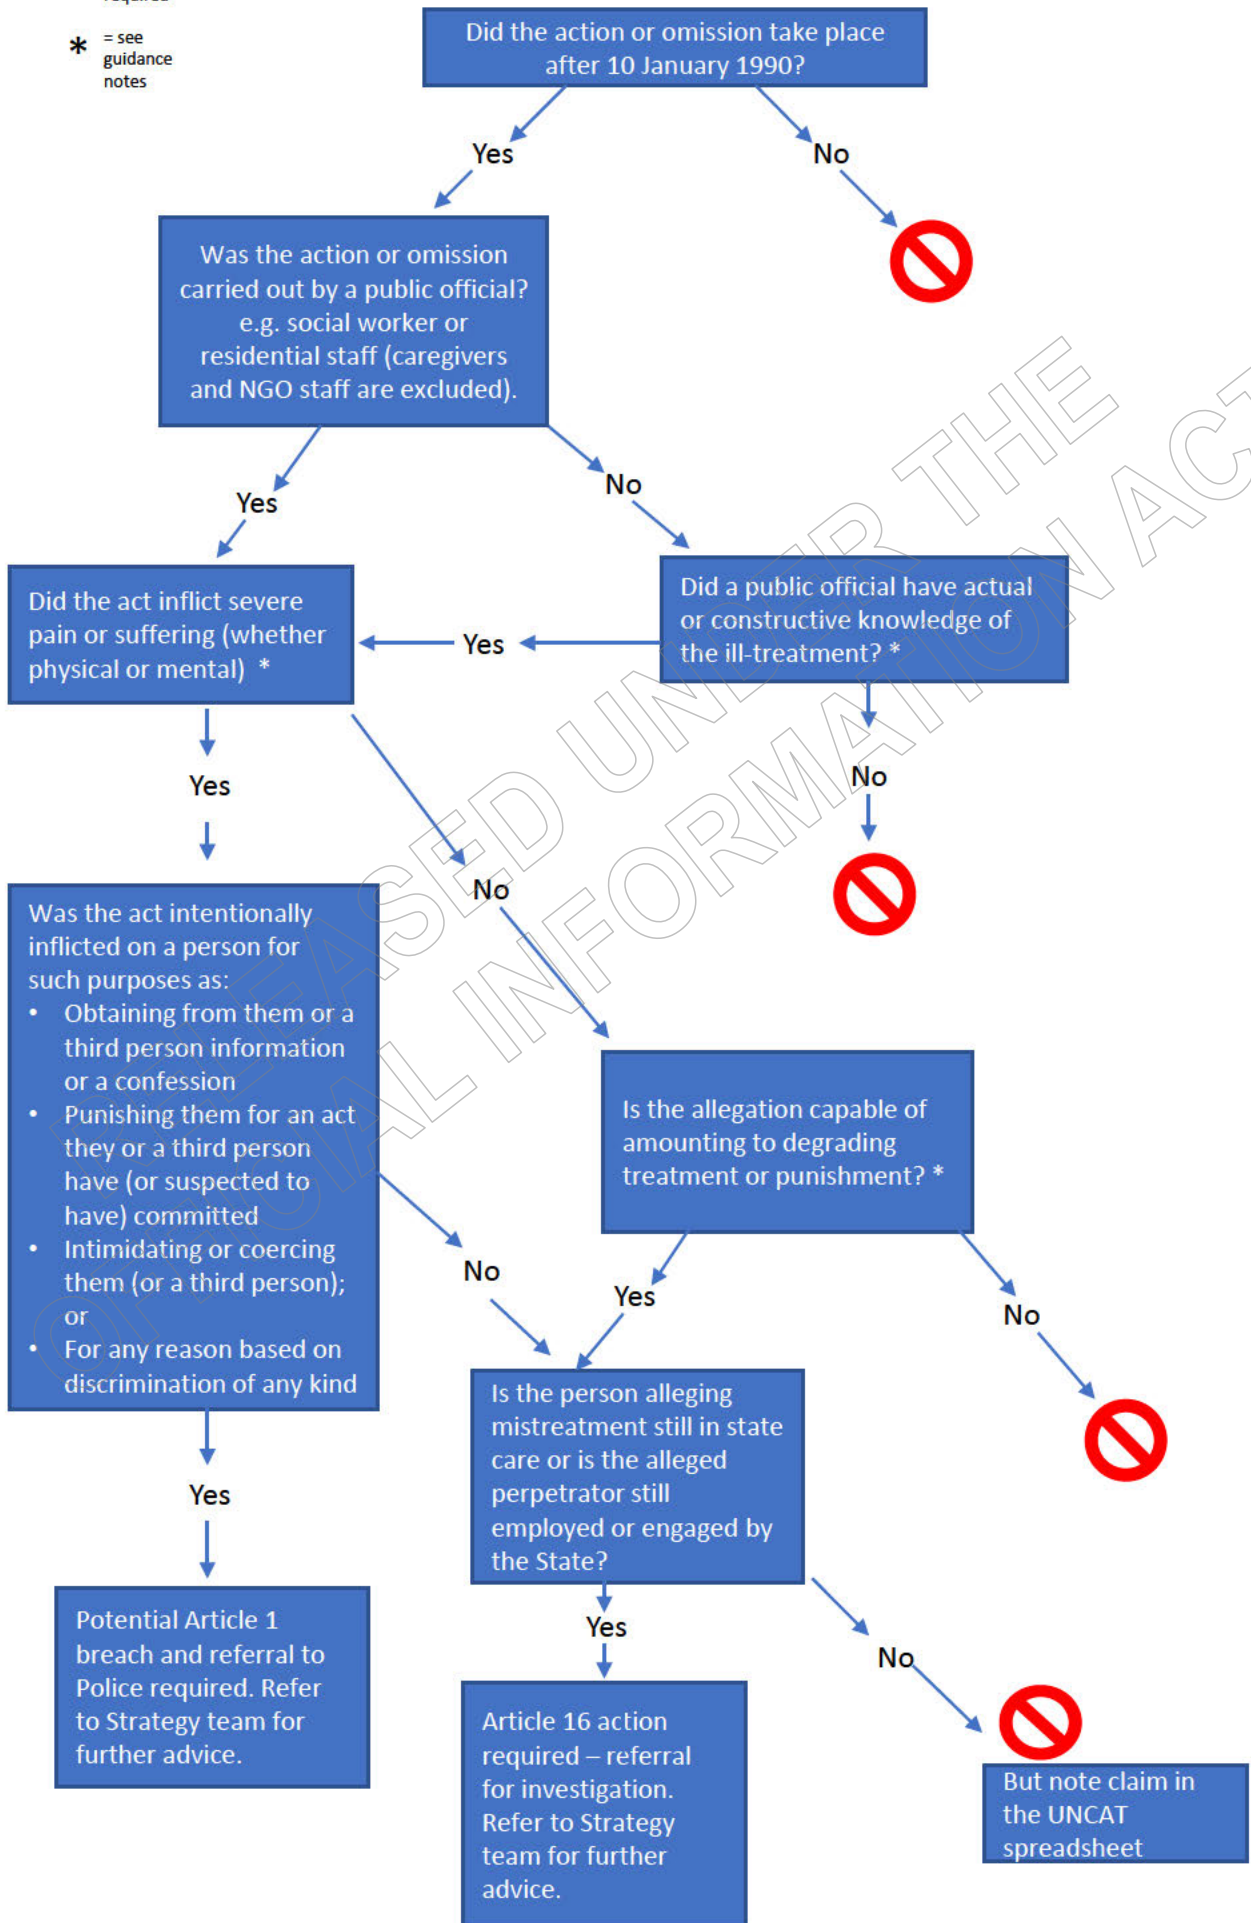 required
* = see
guidance
notes
Did the action or omission take place
after 10 January 1990?
Yes
No
Was the action or omission
carried out by a public official?
e.g. social worker or
residential staff (caregivers
and NGO staff are excluded).
Yes
No
Did the act inflict severe
pain or suffering (whether
physical or mental) *
Yes
Did a public official have actual
or constructive knowledge of
the ill-treatment? *
Yes
No
No
Was the act intentionally
inflicted on a person for
such purposes as:
• Obtaining from them or a
third person information
or a confession
• Punishing them for an act
they or a third person
have (or suspected to
have) committed
• Intimidating or coercing
them (or a third person);
or
• For any reason based on
discrimination of any kind
Is the allegation capable of
amounting to degrading
treatment or punishment? *
No
Yes
No
Is the person alleging
mistreatment still in state
care or is the alleged
perpetrator still
employed or engaged by
the State?
Yes
Yes
No
Potential Article 1
breach and referral to
Police required. Refer
to Strategy team for
further advice.
Article 16 action
required – referral
for investigation.
Refer to Strategy
team for further
advice.
But note claim in
the UNCAT
spreadsheet
RELEASED UNDER THE
OFFICIAL INFORMATION ACT